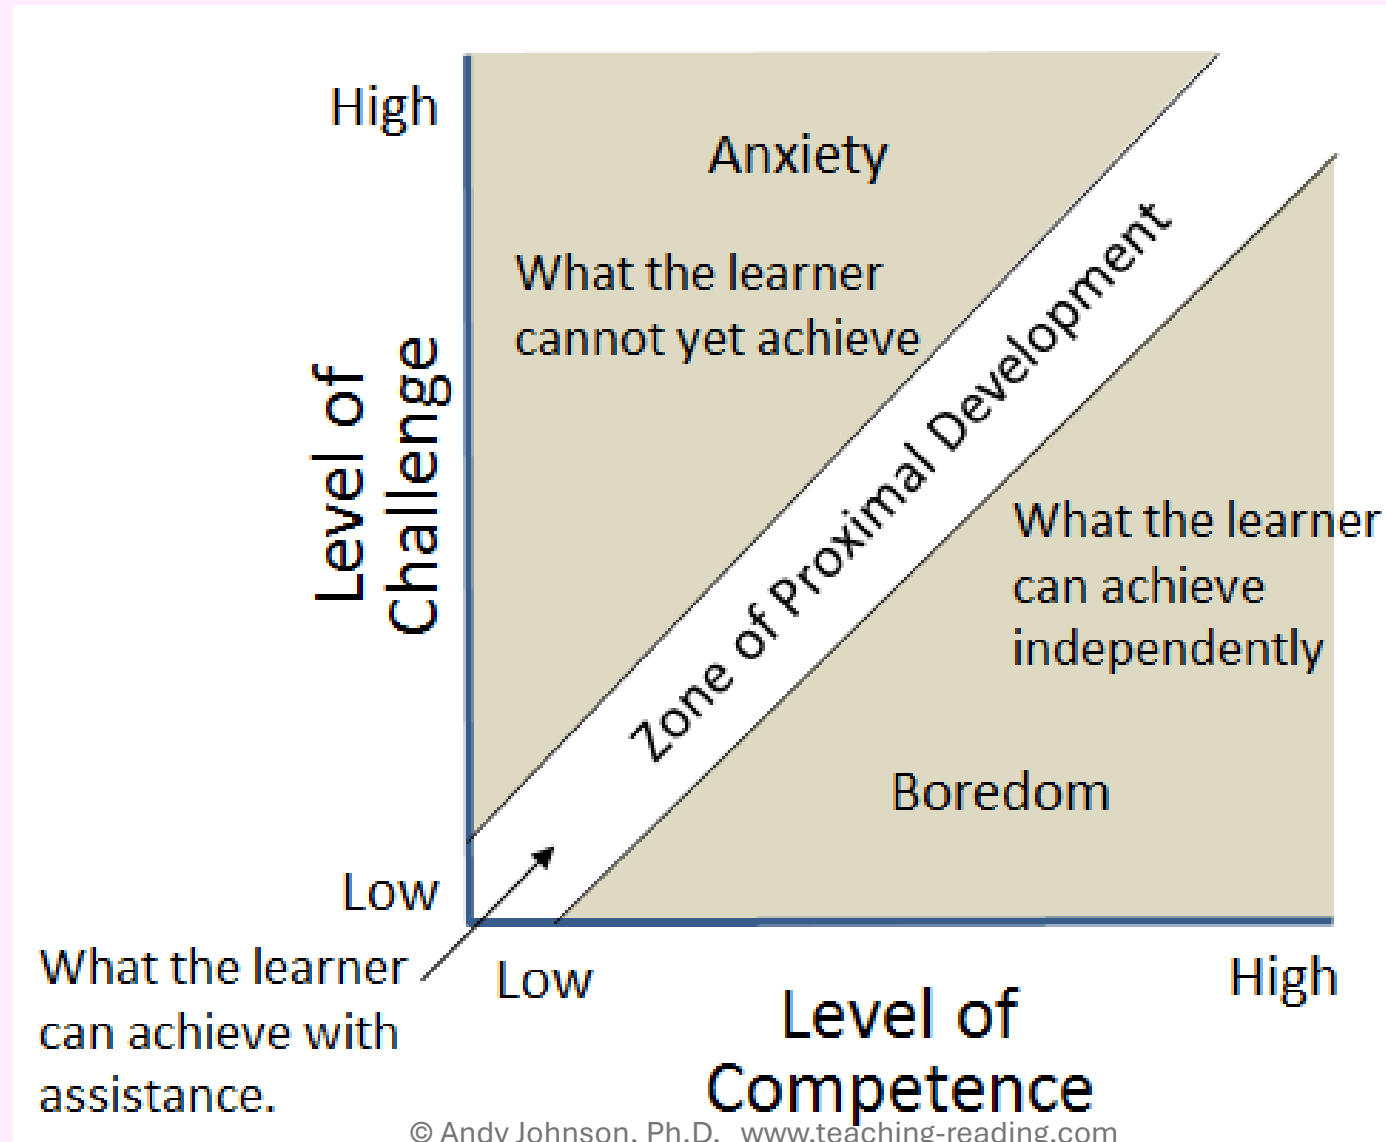 High
Anxiety
What the learner
cannot yet achieve
Level of
Challenge
Zone of Proximal Development
What the learner
can achieve
independently
Boredom
Low
What the learner
can achieve with
assistance.
Low
High
Level of
Competence
© Andy Johnson, Ph.D. www.teaching-reading.com